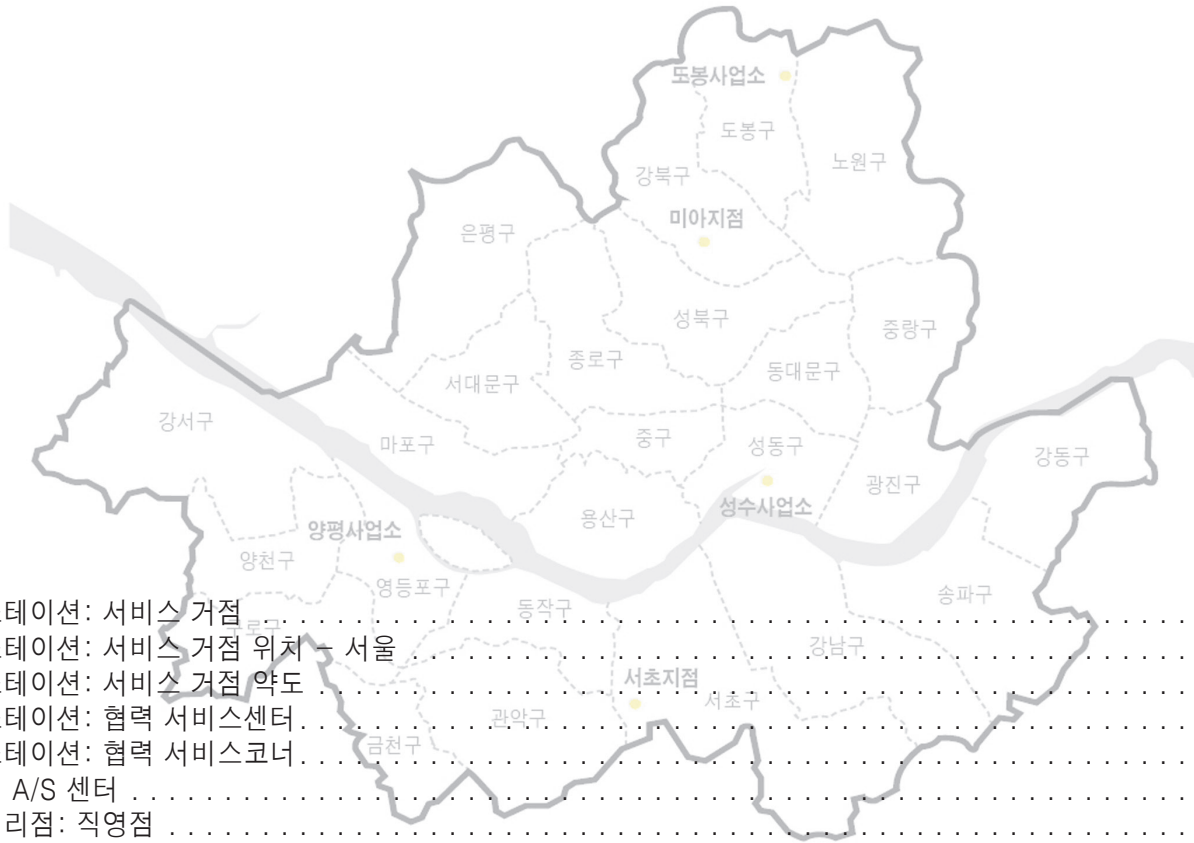 도봉사업소
도봉구
노원구
강북구
미아지점
은평구
성북구
중랑구
종로구
동대문구
서대문구
강서구
중구
마포구
성동구
강동구
광진구
성수사업소
용산구
양평사업소
양천구
영등포구
송파구
동작구
테이션: 서비스 거점 . . . . . . . . . . . . . . . . . . . . . . . . . . . . . . . . . . . . . . . . . . . . . . . . .
구로구
강남구
테이션: 서비스 거점 위치 – 서울 . . . . . . . . . . . . . . . . . . . . . . . . . . . . . . . . . . . . . . . . .
테이션: 서비스 거점 약도 . . . . . . . . . . . . . . . . . . . . . . . . . . . . . . . . . . . . . . . . . . . . . .
서초지점
서초구
테이션: 협력 서비스센터 . . . . . . . . . . . . . . . . . . . . . . . . . . . . . . . . . . . . . . . . . . . . . . .
관악구
금천구
테이션: 협력 서비스코너 . . . . . . . . . . . . . . . . . . . . . . . . . . . . . . . . . . . . . . . . . . . . . . .
A/S 센터 . . . . . . . . . . . . . . . . . . . . . . . . . . . . . . . . . . . . . . . . . . . . . . . . . . . . . . . .
리점: 직영점 . . . . . . . . . . . . . . . . . . . . . . . . . . . . . . . . . . . . . . . . . . . . . . . . . . . . . .